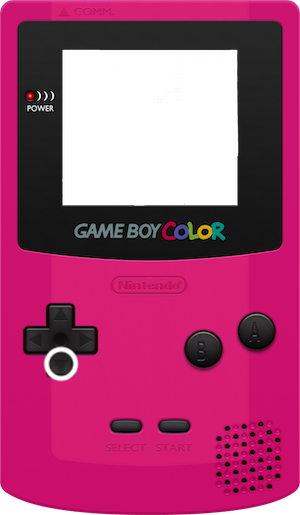 ▲ COMM.
POWER
GAME BOY COLOR
Nintendo
B A
SELECT START